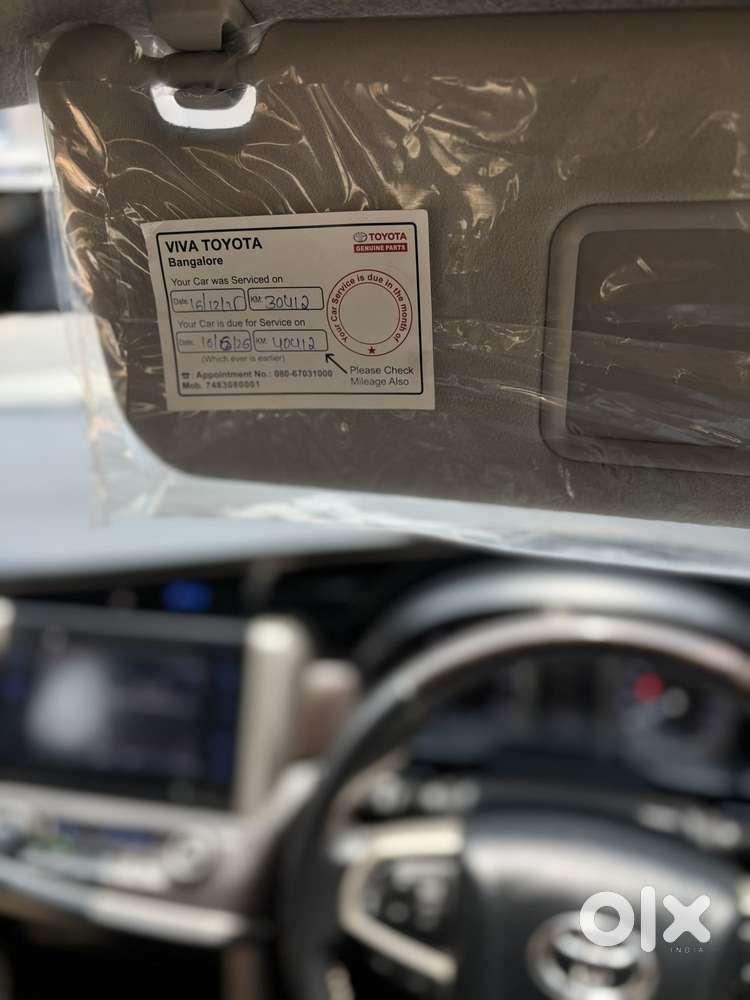 VIVA TOYOTA
Bangalore
TOYOTA
GENUINE PARTS
Your Car was Serviced on
Date: 16/12/25 KM: 30412
Your Car is due for Service on
Date: 16/6/26 KM: 40412
(Which ever is earlier)
Your Car Service is due in the month of
☎ : Appointment No.: 080-67031000
Mob. 7483080001
Please Check
Mileage Also
olx
INDIA